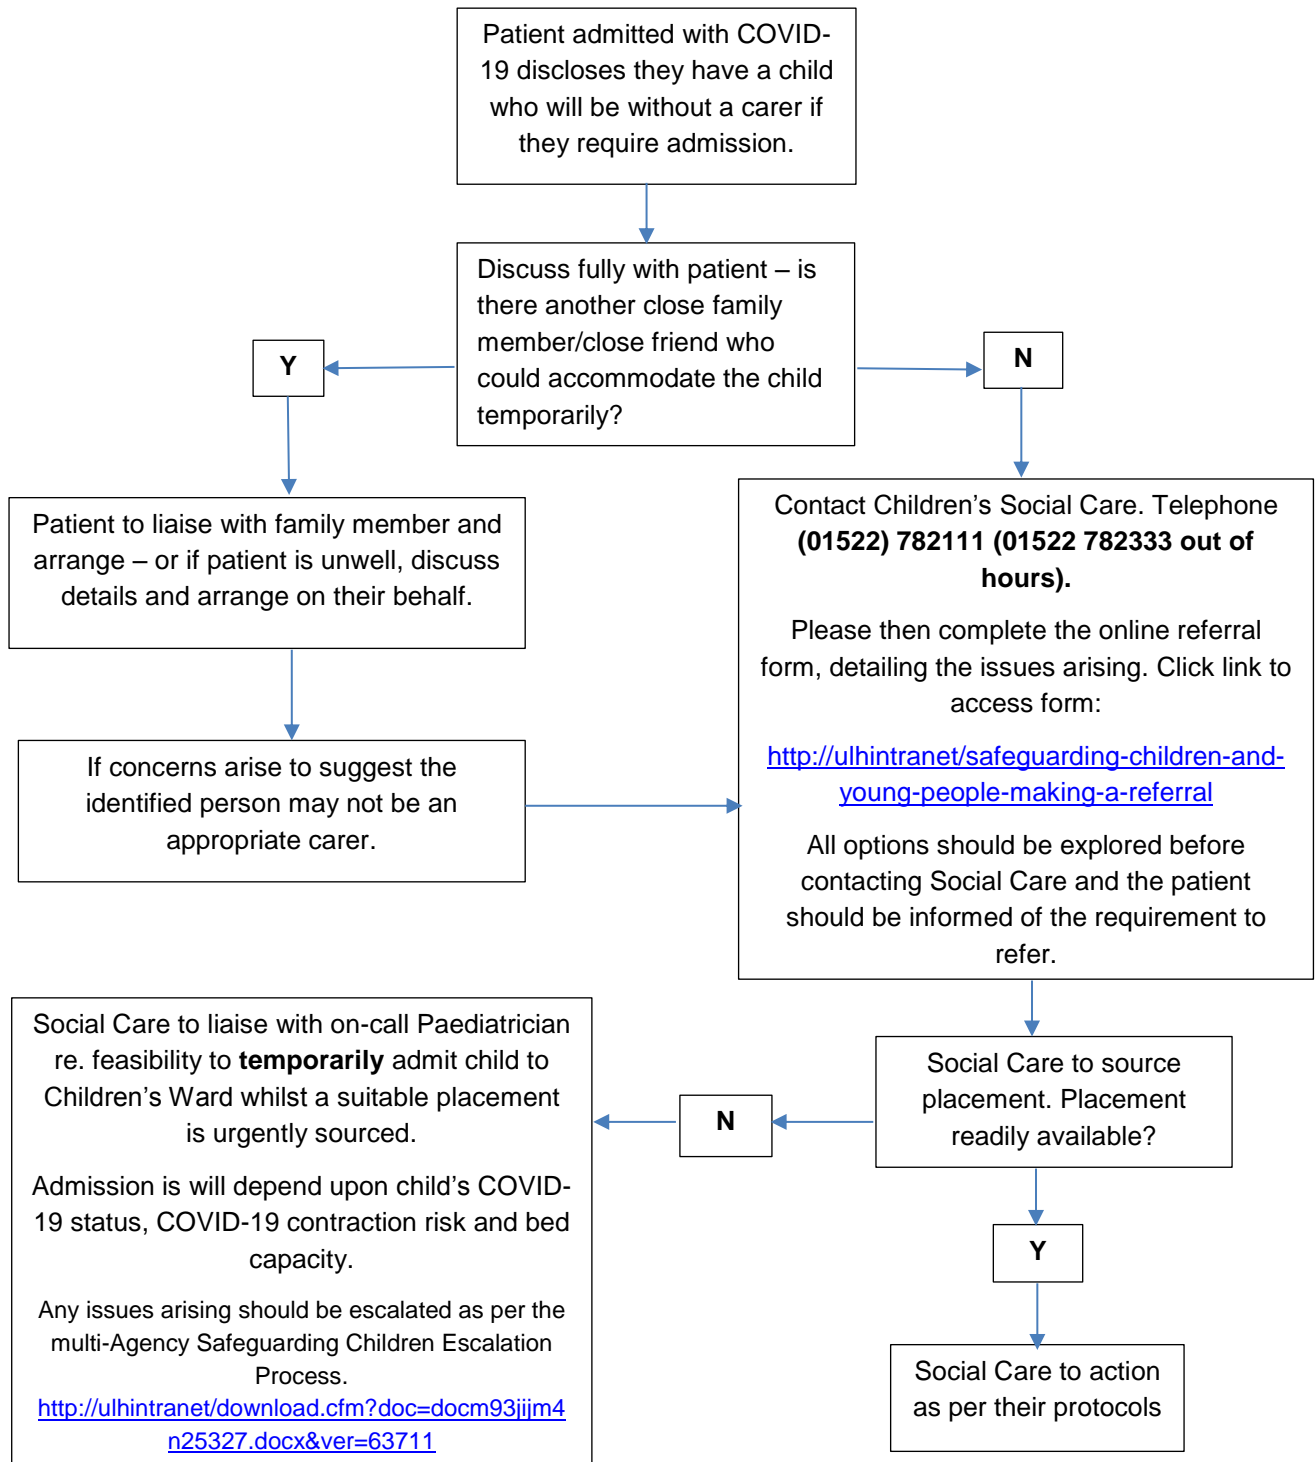 Patient admitted with COVID-
19 discloses they have a child
who will be without a carer if
they require admission.
Discuss fully with patient – is
there another close family
member/close friend who
could accommodate the child
temporarily?
Y
N
Patient to liaise with family member and
arrange – or if patient is unwell, discuss
details and arrange on their behalf.
If concerns arise to suggest the
identified person may not be an
appropriate carer.
Contact Children’s Social Care. Telephone
(01522) 782111 (01522 782333 out of
hours).
Please then complete the online referral
form, detailing the issues arising. Click link to
access form:
http://ulhintranet/safeguarding-children-and-
young-people-making-a-referral
All options should be explored before
contacting Social Care and the patient
should be informed of the requirement to
refer.
Social Care to source
placement. Placement
readily available?
N
Social Care to liaise with on-call Paediatrician
re. feasibility to temporarily admit child to
Children’s Ward whilst a suitable placement
is urgently sourced.
Admission is will depend upon child’s COVID-
19 status, COVID-19 contraction risk and bed
capacity.
Any issues arising should be escalated as per the
multi-Agency Safeguarding Children Escalation
Process.
http://ulhintranet/download.cfm?doc=docm93jijm4
n25327.docx&ver=63711
Y
Social Care to action
as per their protocols